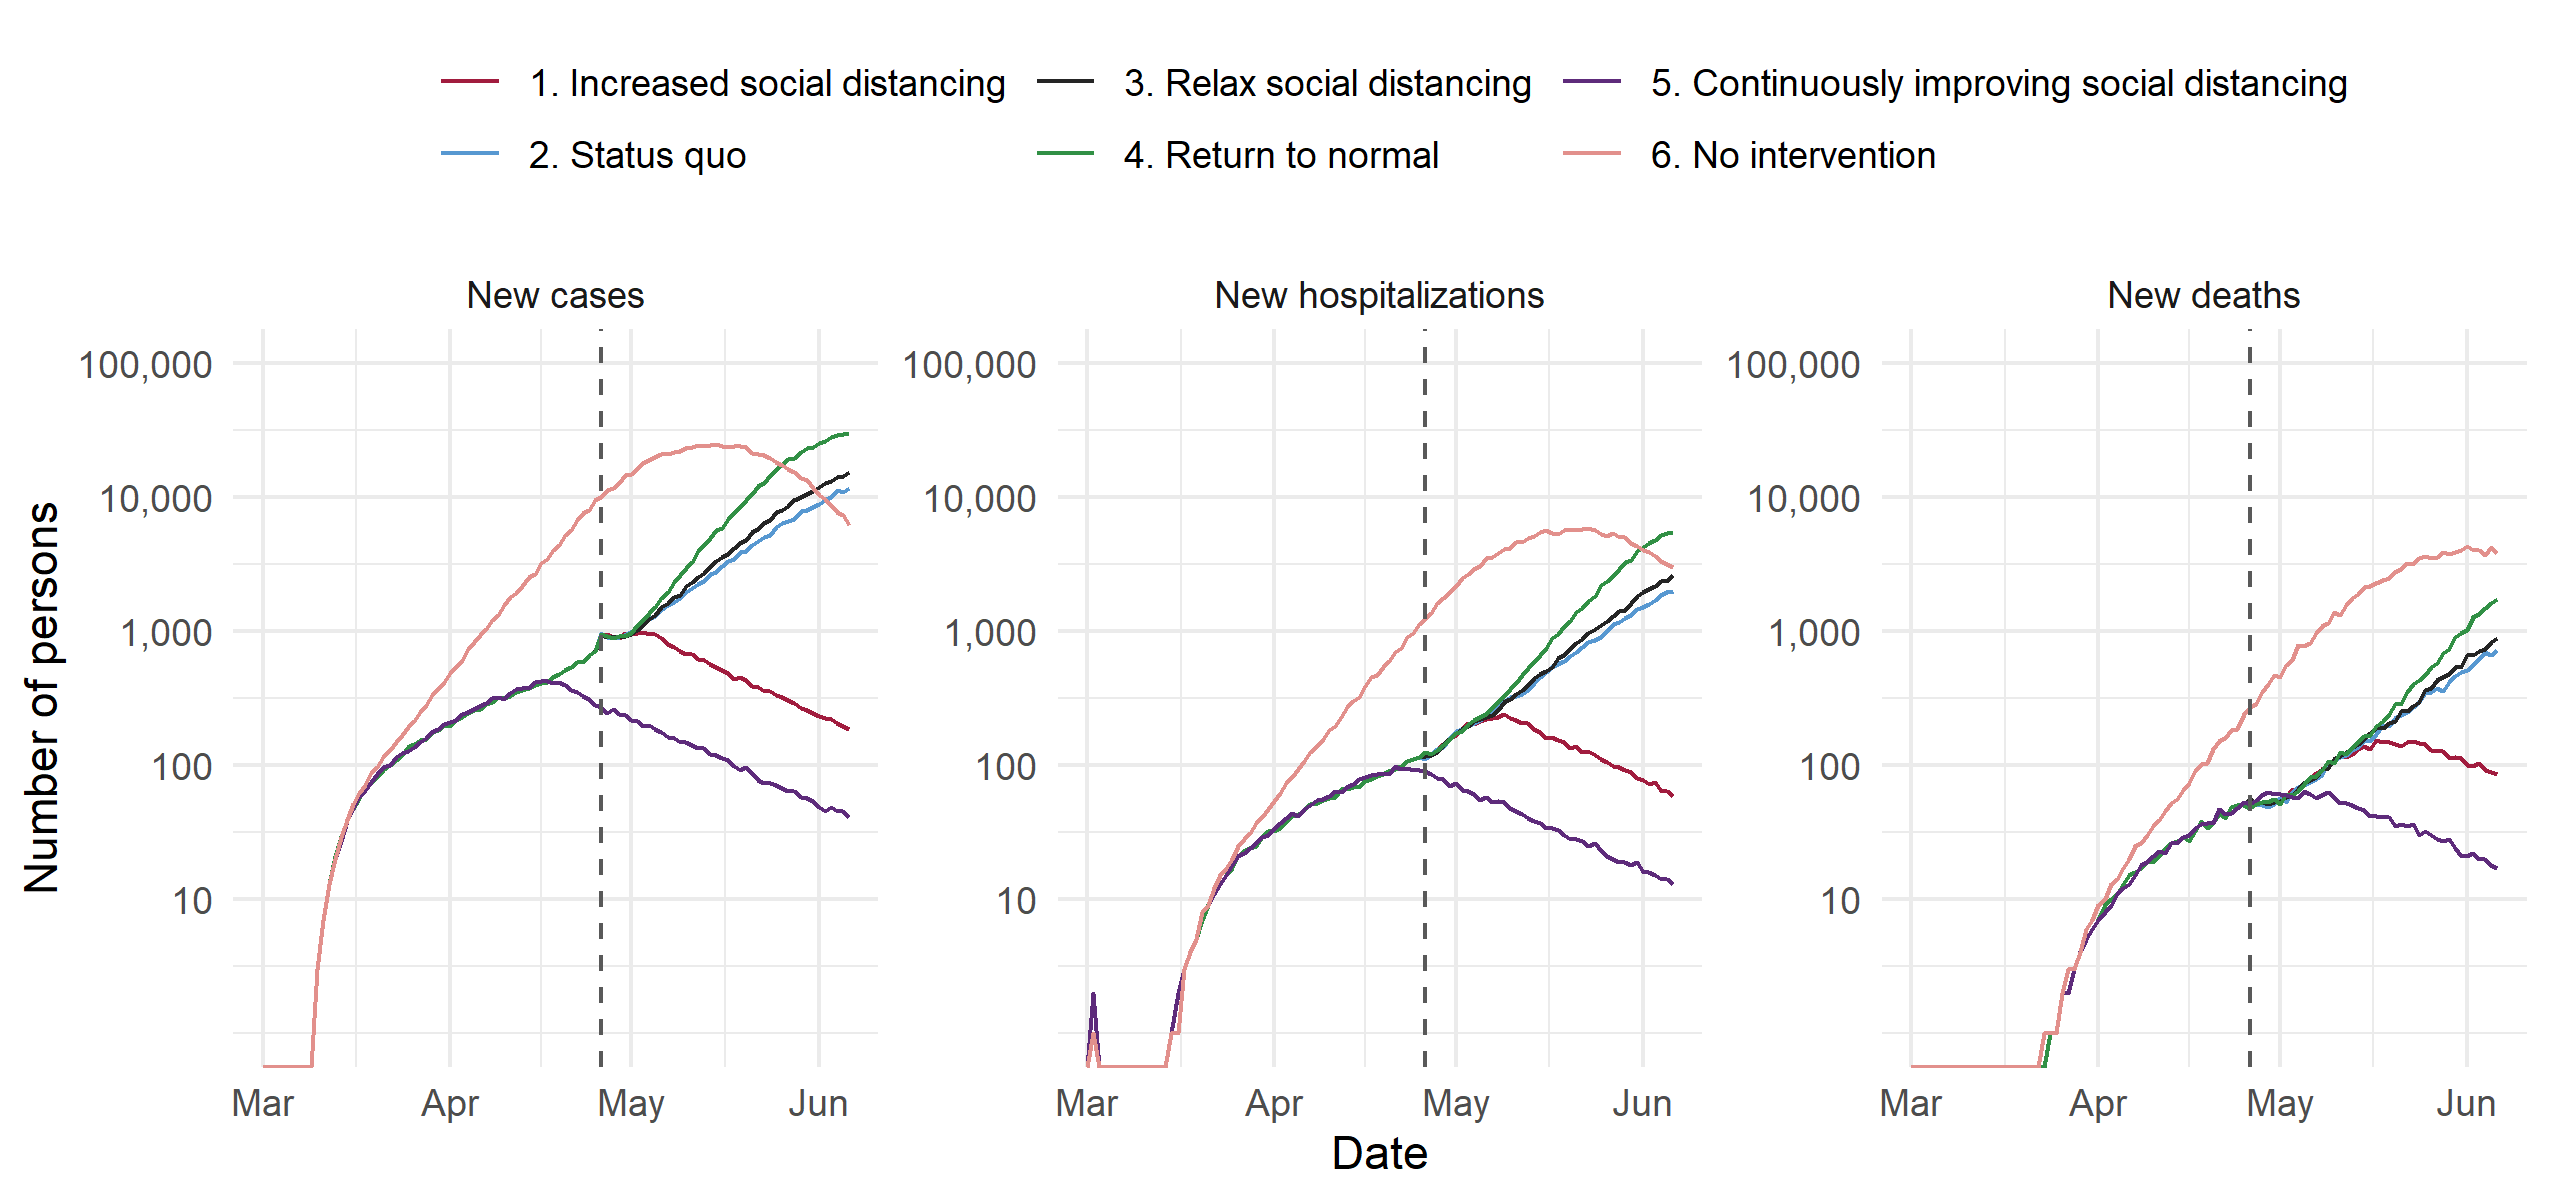 1. Increased social distancing
3. Relax social distancing
5. Continuously improving social distancing
2. Status quo
4. Return to normal
6. No intervention
New cases
New hospitalizations
New deaths
Number of persons
100,000
10,000
1,000
100
10
100,000
10,000
1,000
100
10
100,000
10,000
1,000
100
10
Mar Apr May Jun
Mar Apr May Jun
Mar Apr May Jun
Date